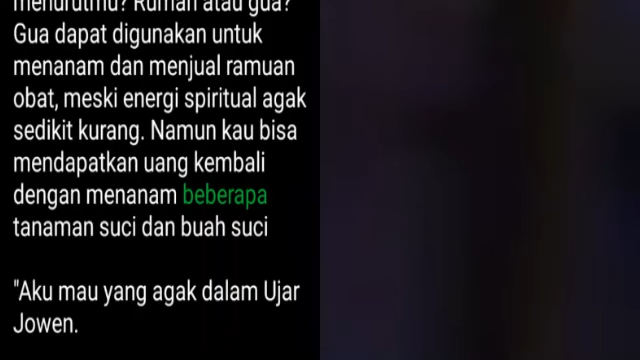 menurutmu? Rumah atau gua?
Gua dapat digunakan untuk
menanam dan menjual ramuan
obat, meski energi spiritual agak
sedikit kurang. Namun kau bisa
mendapatkan uang kembali
dengan menanam beberapa
tanaman suci dan buah suci
"Aku mau yang agak dalam Ujar
Jowen.